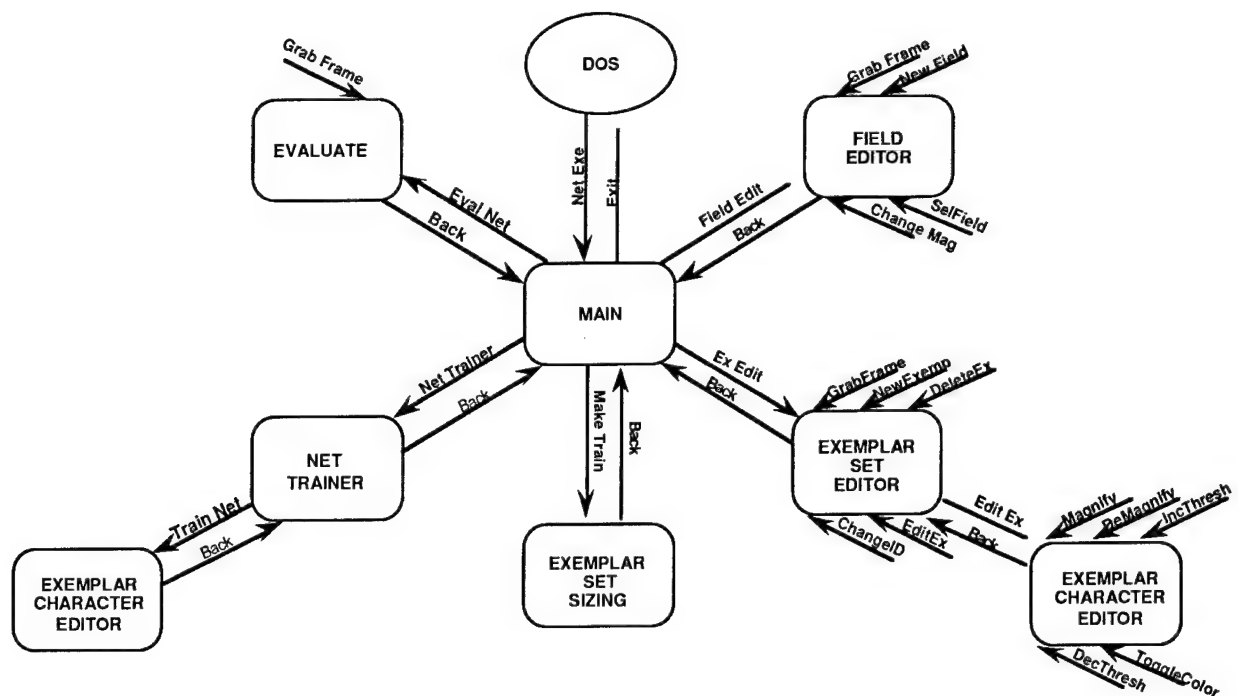 DOS
Grab Frame
EVALUATE
Grab Frame
New Field
FIELD
EDITOR
Net Exe
Exit
Eval Net
Back
Field Edit
Back
SelField
Change Mag
MAIN
Net Trainer
Back
Make Train
Back
Ex Edit
Back
GrabFrame
NewExemp
DeleteEx
NET
TRAINER
EXEMPLAR
SET
EDITOR
Train Net
Back
EXEMPLAR
CHARACTER
EDITOR
EXEMPLAR
SET
SIZING
ChangeID
EditEx
Edit Ex
Back
Magnify
DeMagnify
IncThresh
EXEMPLAR
CHARACTER
EDITOR
DecThresh
ToggleColor